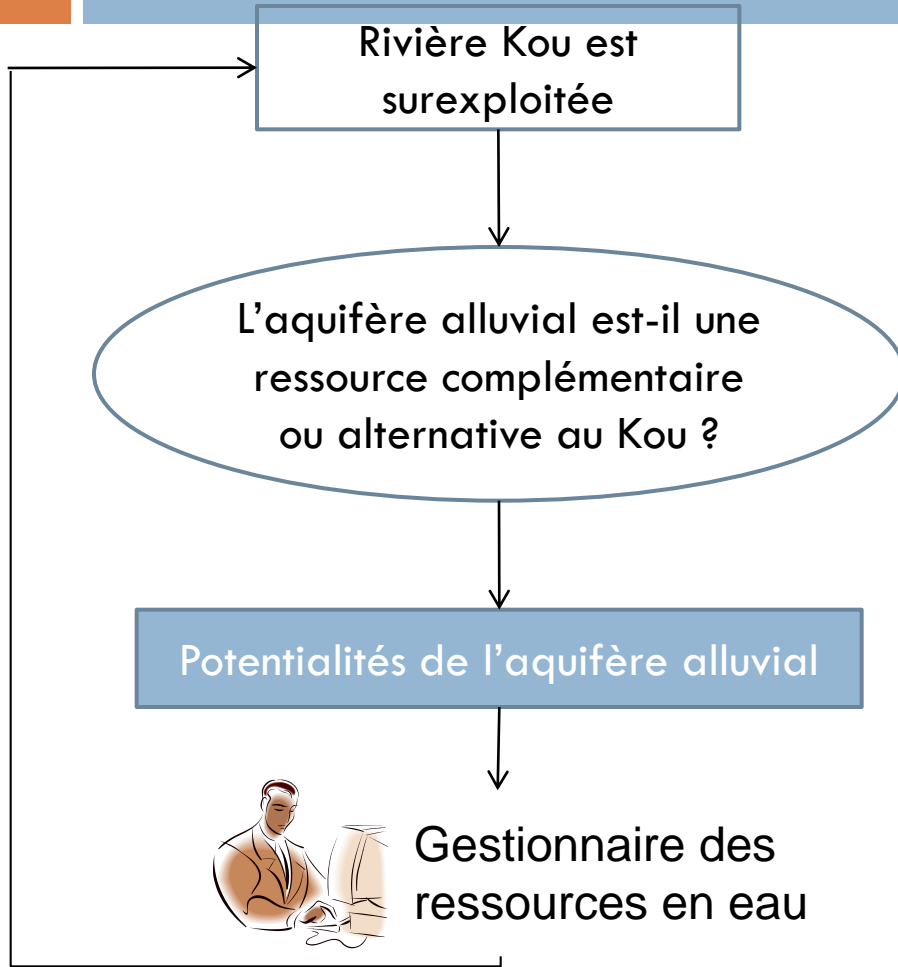 Rivière Kou est
surexploitée
L’aquifère alluvial est-il une
ressource complémentaire
ou alternative au Kou ?
Potentialités de l’aquifère alluvial
Gestionnaire des
ressources en eau